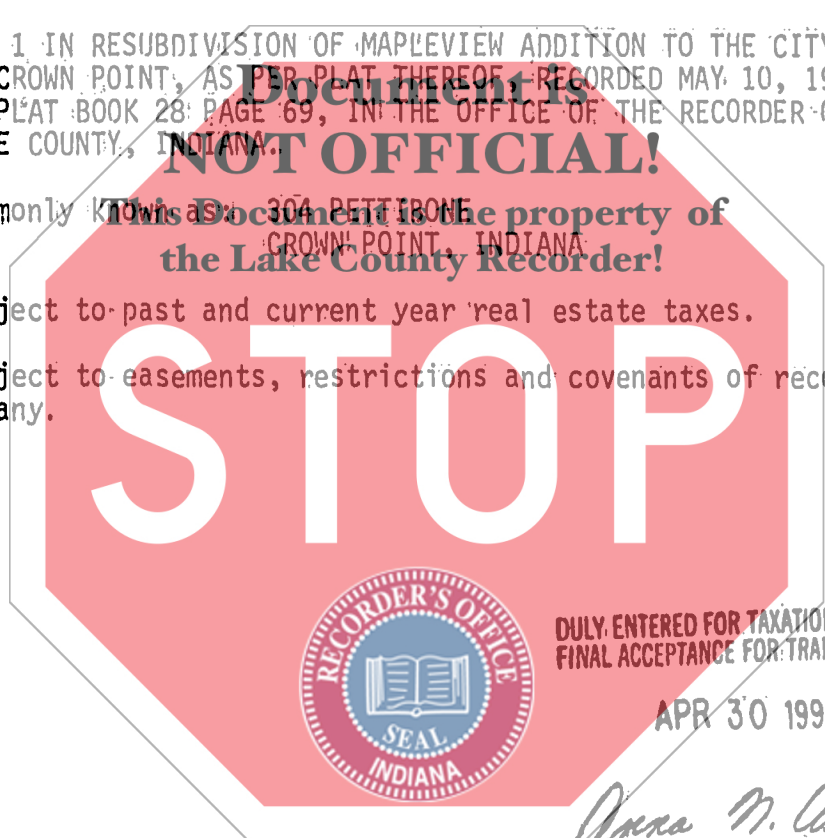 1 IN RESUBDIVISION OF MAPLEVIEW ADDITION TO THE CITY
CROWN POINT, AS PER PLAT THEREOF, RECORDED MAY 10, 19
PLAT BOOK 28 PAGE 69, IN THE OFFICE OF THE RECORDER O
E COUNTY, INDIANA.
Document is
NOT OFFICIAL!
monly known as: 304 PETTIBONE
CROWN POINT, INDIANA
This Document is the property of
the Lake County Recorder!
ject to past and current year real estate taxes.
ject to easements, restrictions and covenants of reco
any.
STOP
RECORDER'S OFFICE
SEAL
INDIANA
DULY ENTERED FOR TAXATIO
FINAL ACCEPTANCE FOR TRA
APR 30 199
Anna N.